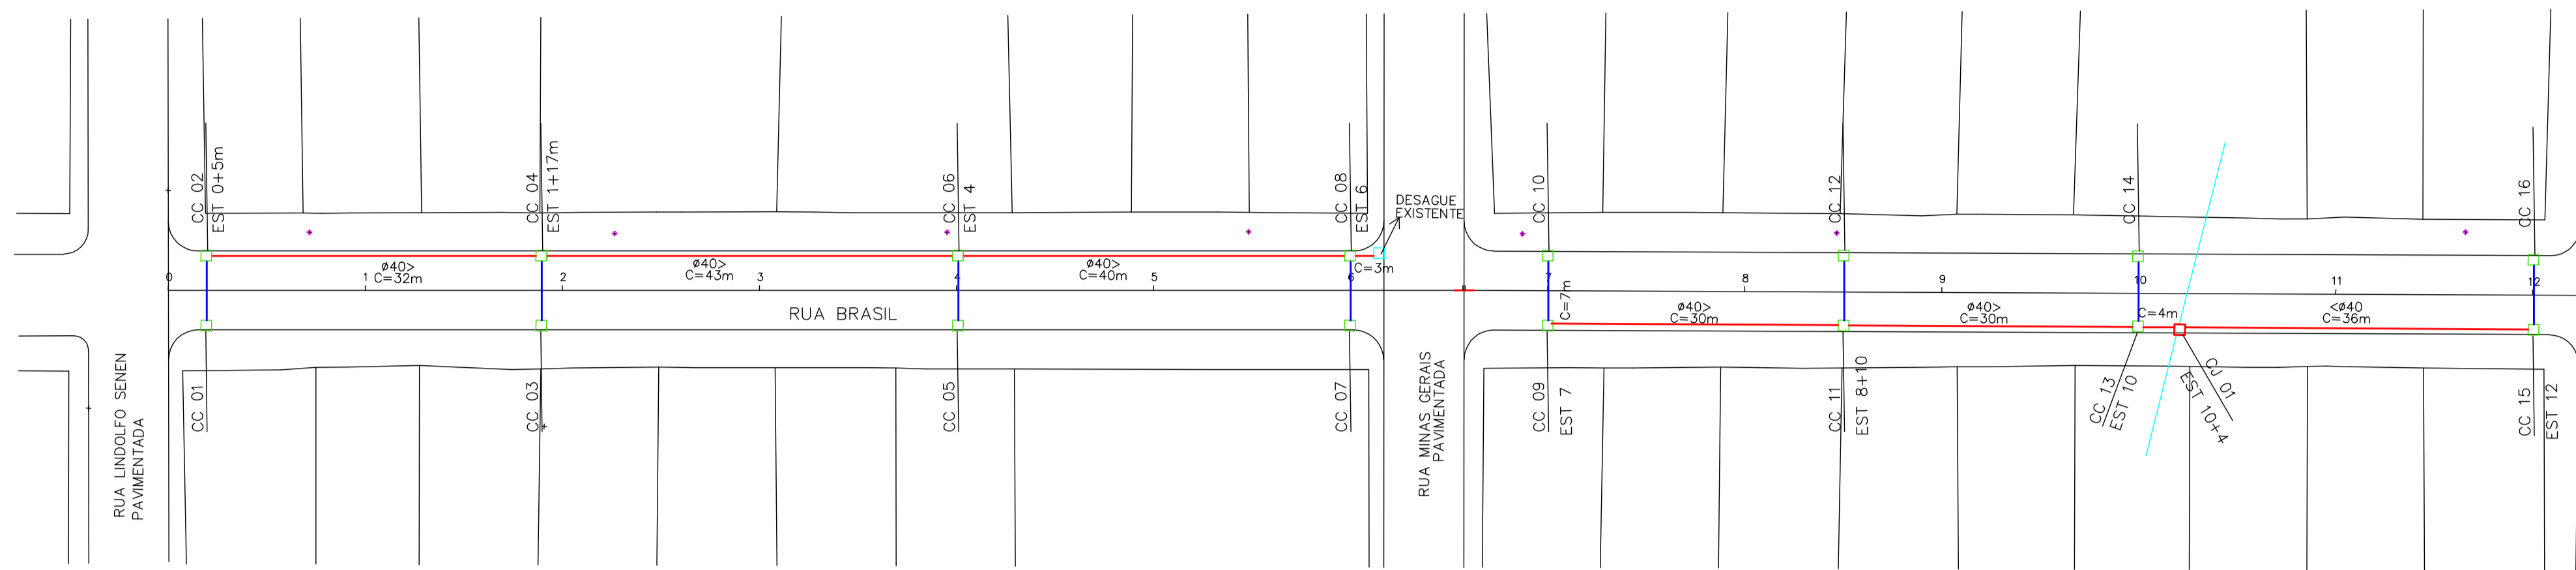 CC 02
EST 0+5m
CC 04
EST 1+17m
CC 06
EST 4
CC 08
EST 6
DESAGUE
EXISTENTE
CC 10
CC 12
CC 14
CC 16
ø40>
C=32m
ø40>
C=43m
ø40>
C=40m
C=3m
0
1
2
3
4
5
6
7
8
9
10
11
12
RUA BRASIL
C=7m
ø40>
C=30m
ø40>
C=30m
C=4m
<ø40
C=36m
RUA LINDOLFO SENEN
PAVIMENTADA
CC 01
CC 03
CC 05
CC 07
RUA MINAS GERAIS
PAVIMENTADA
CC 09
EST 7
CC 11
EST 8+10
CC 13
EST 10
CJ 01
EST 10+4
CC 15
EST 12